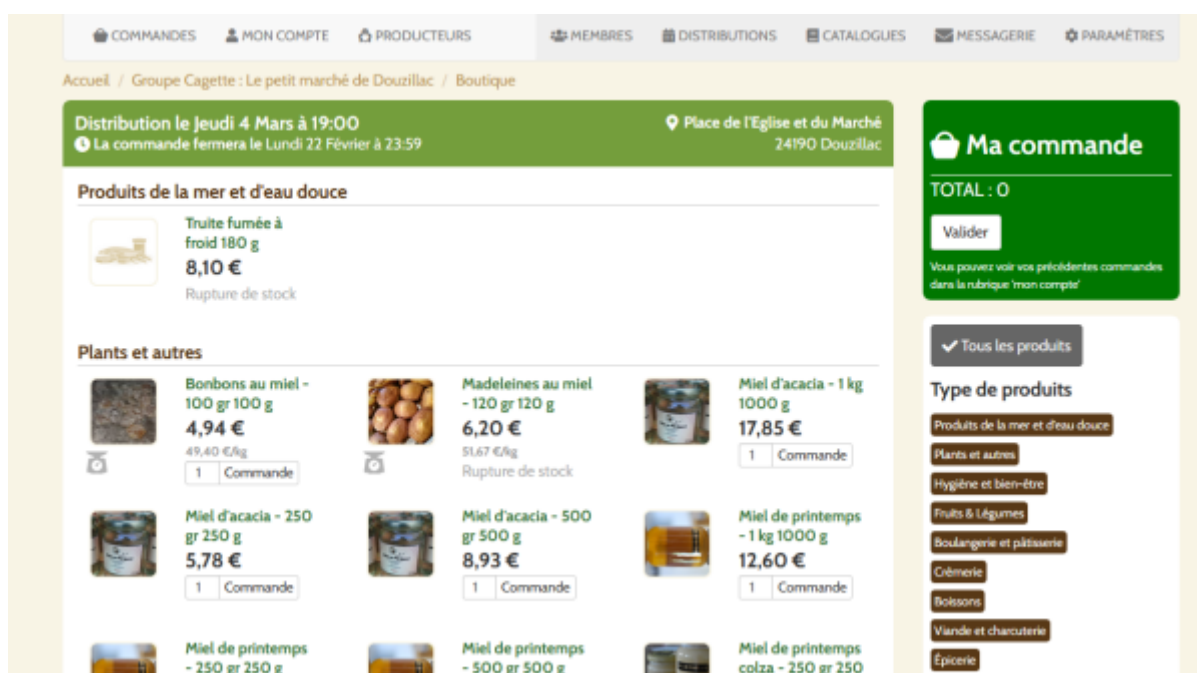 COMMANDES MON COMPTE PRODUCTEURS MEMBRES DISTRIBUTIONS CATALOGUES MESSAGERIE PARAMÈTRES
Accueil / Groupe Cagette : Le petit marché de Douzillac / Boutique
Distribution le Jeudi 4 Mars à 19:00
La commande fermera le Lundi 22 Février à 23:59
Place de l'Eglise et du Marché
24190 Douzillac
Produits de la mer et d'eau douce
Truite fumée à
froid 180 g
8,10 €
Rupture de stock
Plants et autres
Bonbons au miel -
100 gr 100 g
4,94 €
49,40 €/kg
1 Commande
Madeleines au miel
- 120 gr 120 g
6,20 €
51,67 €/kg
Rupture de stock
Miel d'acacia - 1 kg
1000 g
17,85 €
1 Commande
Miel d'acacia - 250
gr 250 g
5,78 €
1 Commande
Miel d'acacia - 500
gr 500 g
8,93 €
1 Commande
Miel de printemps
- 1 kg 1000 g
12,60 €
1 Commande
Miel de printemps
- 250 gr 250 g
Miel de printemps
- 500 gr 500 g
Miel de printemps
colza - 250 gr 250
Ma commande
TOTAL : 0
Valider
Vous pouvez voir vos précédentes commandes
dans la rubrique 'mon compte'
Tous les produits
Type de produits
Produits de la mer et d'eau douce
Plants et autres
Hygiène et bien-être
Fruits & Légumes
Boulangerie et pâtisserie
Crèmerie
Boissons
Viande et charcuterie
Épicerie